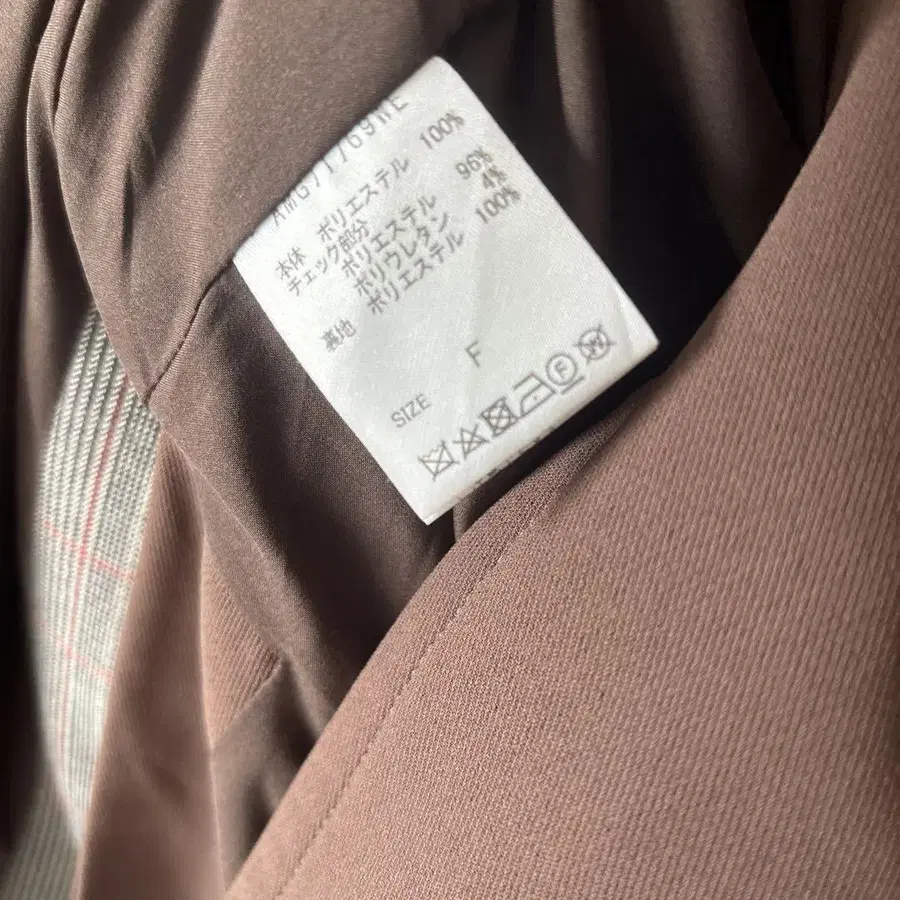 AMG71769WE
本体 ポリエステル 100%
チェック部分
ポリエステル 96%
ポリウレタン 4%
裏地 ポリエステル 100%
SIZE F
F
W